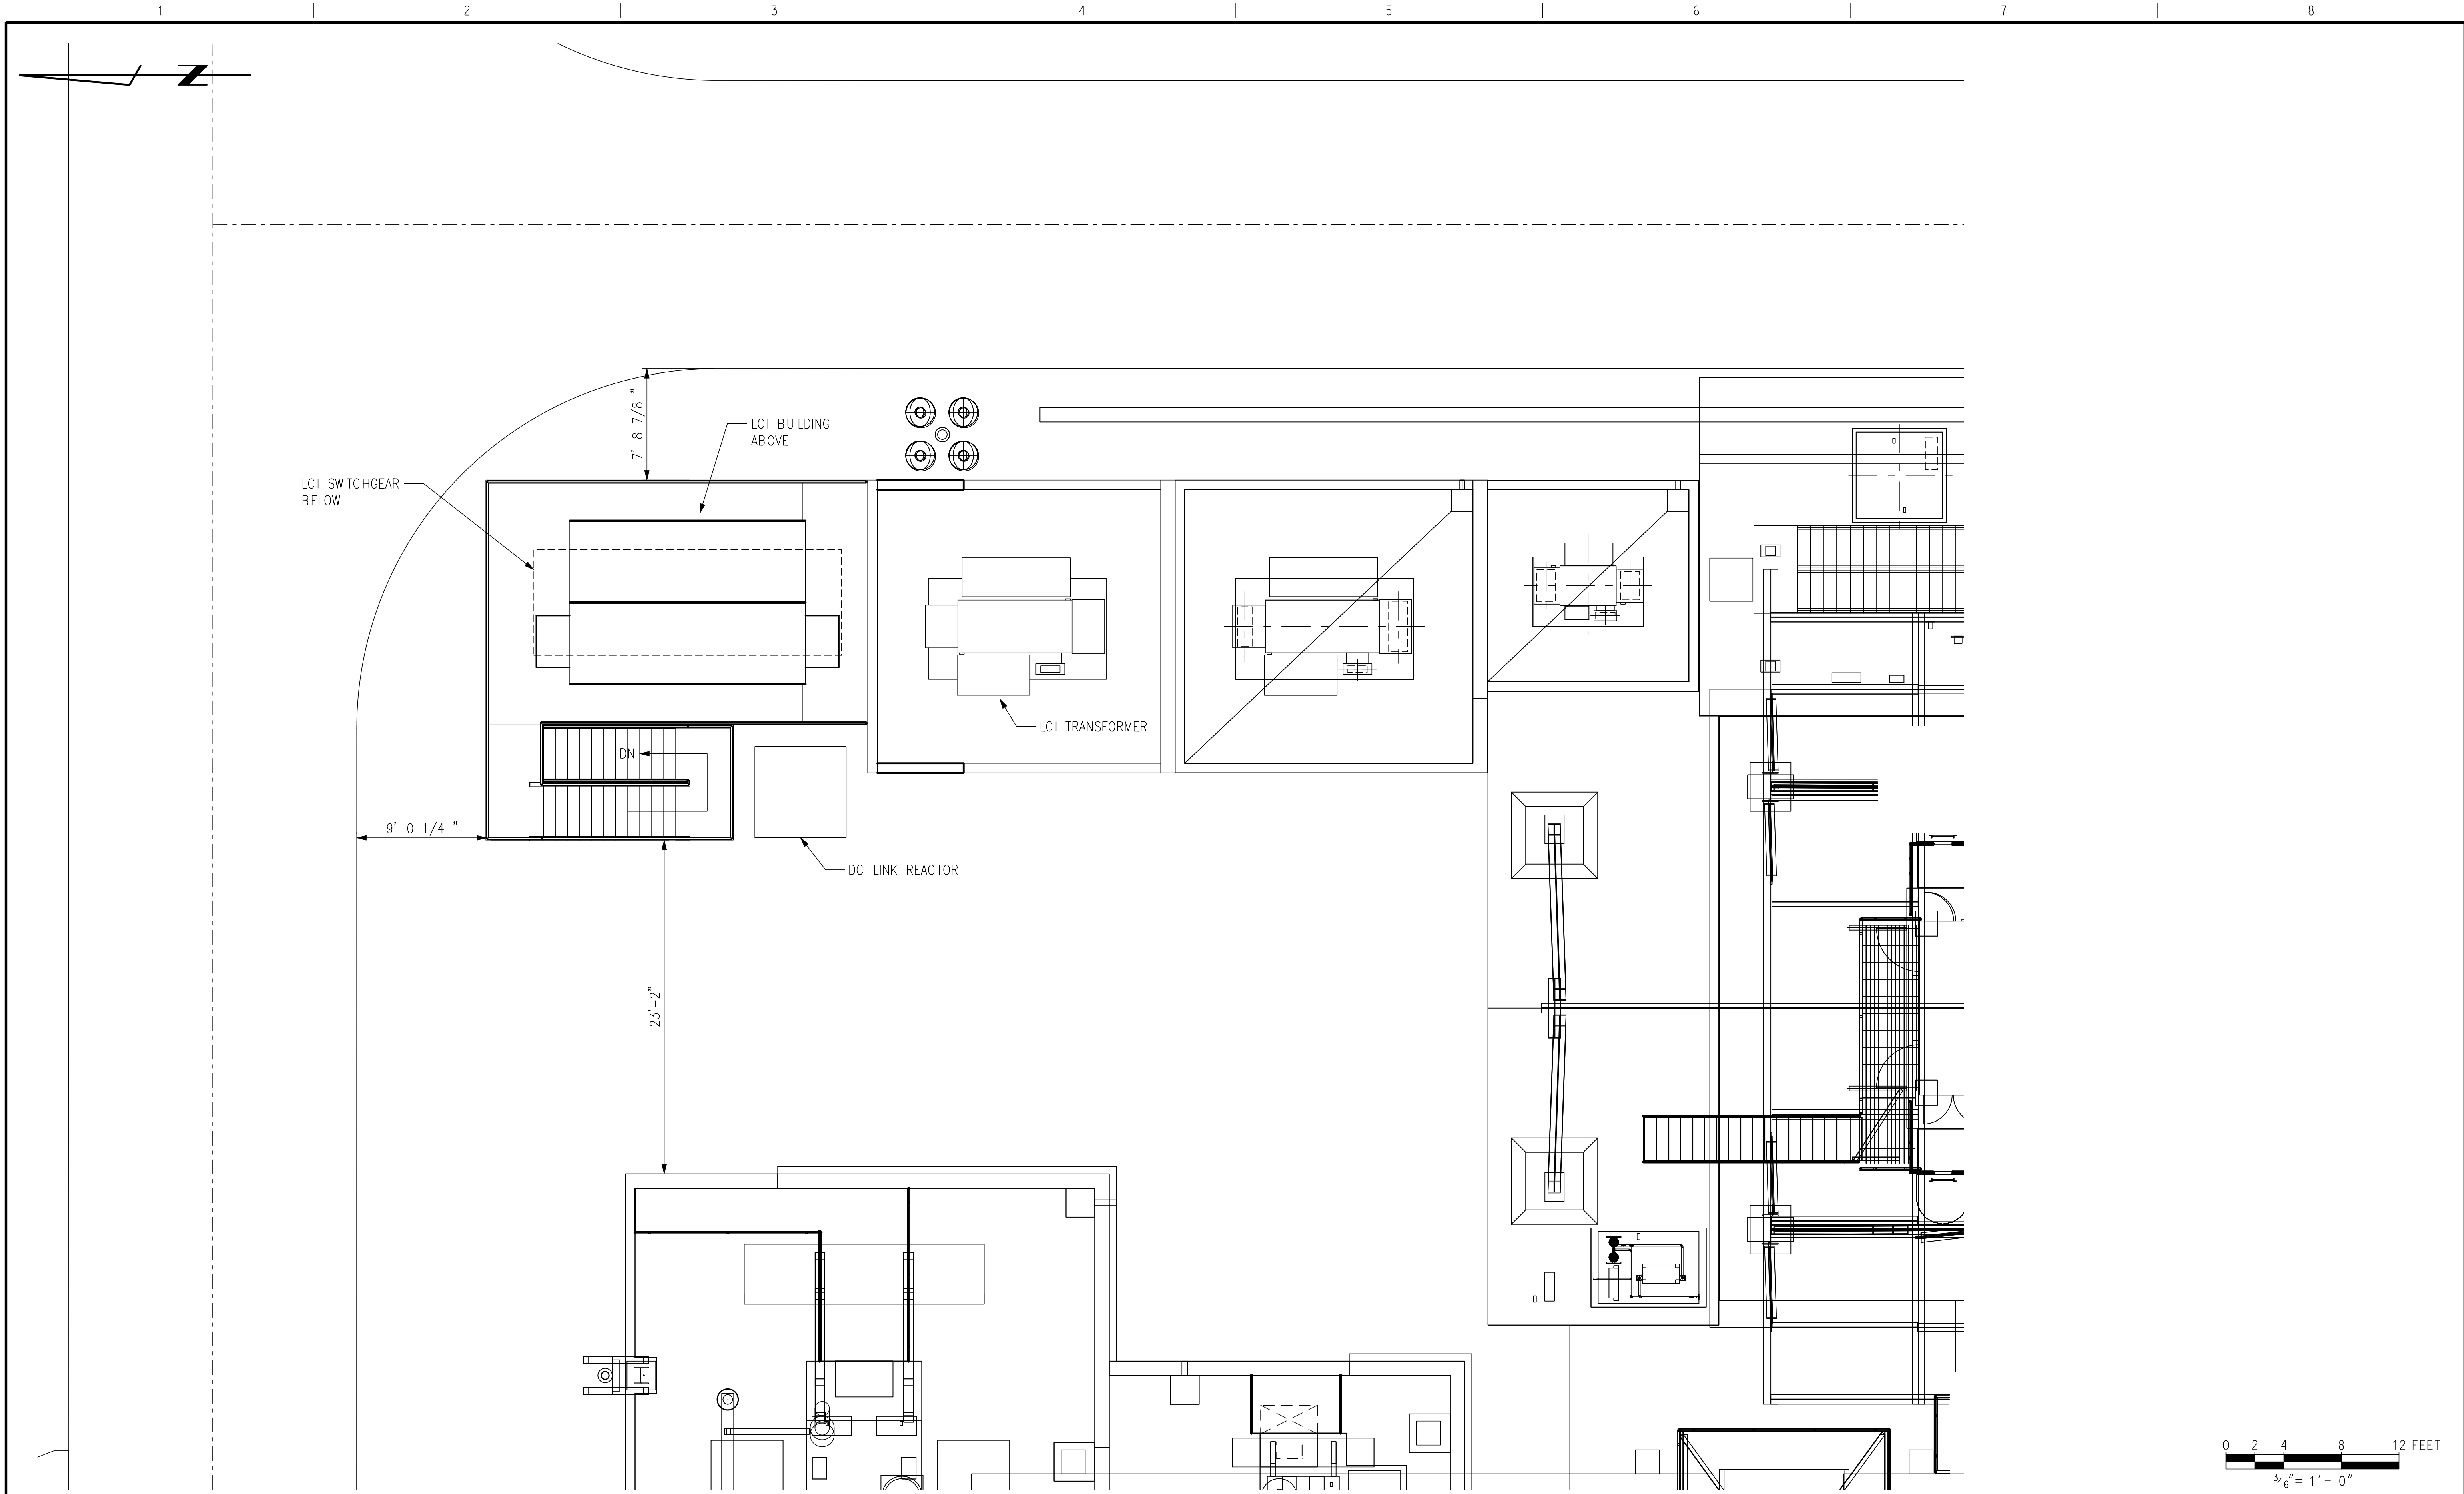 1 2 3 4 5 6 7 8
N
7'-8 7/8 "
LCI BUILDING
ABOVE
LCI SWITCHGEAR
BELOW
LCI TRANSFORMER
DN
9'-0 1/4 "
DC LINK REACTOR
23'-2"
0 2 4 8 12 FEET
3/16"= 1'- 0"